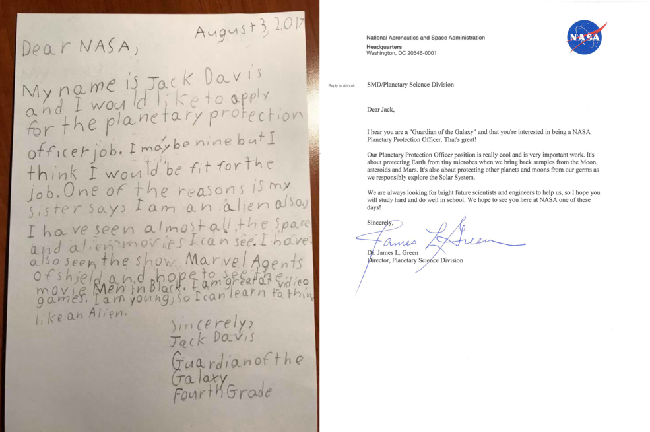 August 3, 2017
Dear NASA,
My name is Jack Davis
and I would like to apply
for the planetary protection
officer job. I may be nine but I
think I would be fit for the
job. One of the reasons is my
sister says I am an alien also
I have seen almost all the space
and alien movies I can see. I have
also seen the show Marvel Agents
of shield and hope to see the
movie Men in Black. I am great at video
games. I am young, so I can learn to think
like an Alien.
Sincerely,
Jack Davis
Guardian of the
Galaxy
Fourth Grade
National Aeronautics and Space Administration
Headquarters
Washington, DC 20546-0001
NASA
Reply to Attn of:
SMD/Planetary Science Division
Dear Jack,
I hear you are a "Guardian of the Galaxy" and that you're interested in being a NASA
Planetary Protection Officer. That's great!
Our Planetary Protection Officer position is really cool and is very important work. It's
about protecting Earth from tiny microbes when we bring back samples from the Moon,
asteroids and Mars. It's also about protecting other planets and moons from our germs as
we responsibly explore the Solar System.
We are always looking for bright future scientists and engineers to help us, so I hope you
will study hard and do well in school. We hope to see you here at NASA one of these
days!
Sincerely,
James L Green
Dr. James L. Green
Director, Planetary Science Division